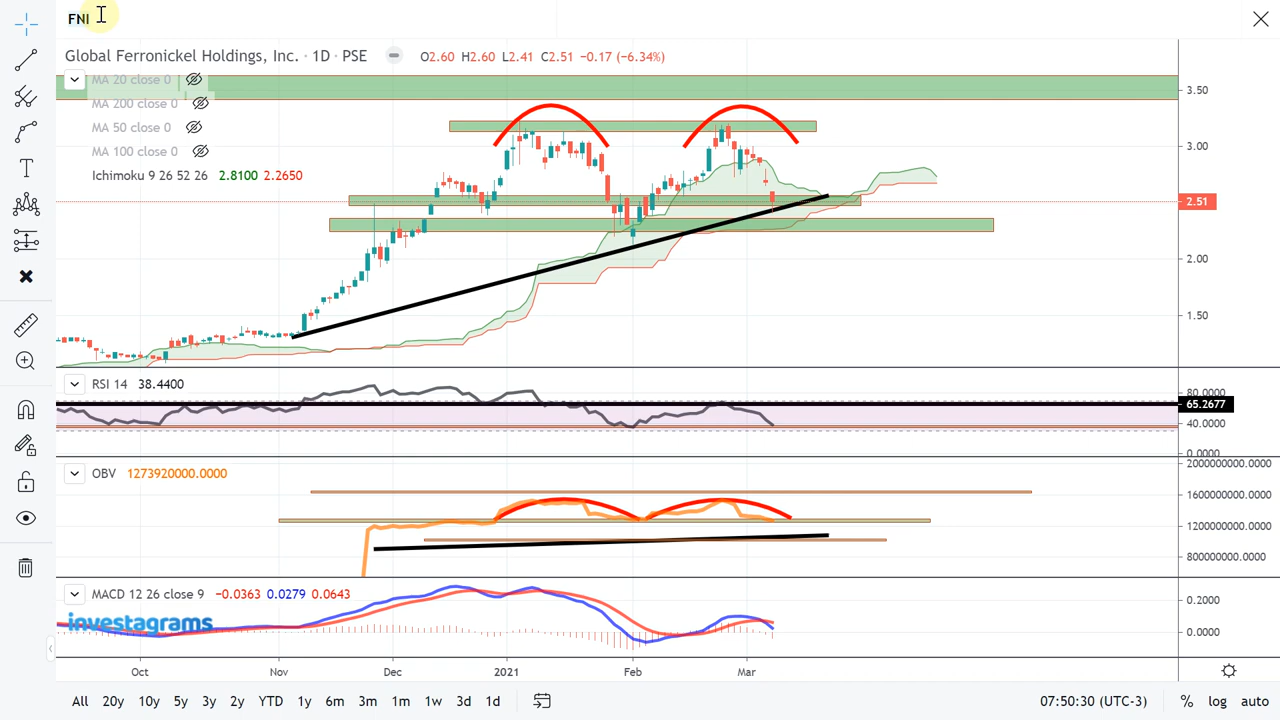 FNI
Global Ferronickel Holdings, Inc. · 1D · PSE O2.60 H2.60 L2.41 C2.51 −0.17 (−6.34%)
MA 20 close 0
MA 200 close 0
MA 50 close 0
MA 100 close 0
Ichimoku 9 26 52 26 2.8100 2.2650
3.50
3.00
2.51
2.00
1.50
RSI 14 38.4400
80.0000
65.2677
40.0000
0.0000
OBV 1273920000.0000
2000000000.0000
1600000000.0000
1200000000.0000
800000000.0000
MACD 12 26 close 9 −0.0363 0.0279 0.0643
0.2000
0.0000
investagrams
Oct Nov Dec 2021 Feb Mar
All 20y 10y 5y 3y 2y YTD 1y 6m 3m 1m 1w 3d 1d 07:50:30 (UTC-3) % log auto